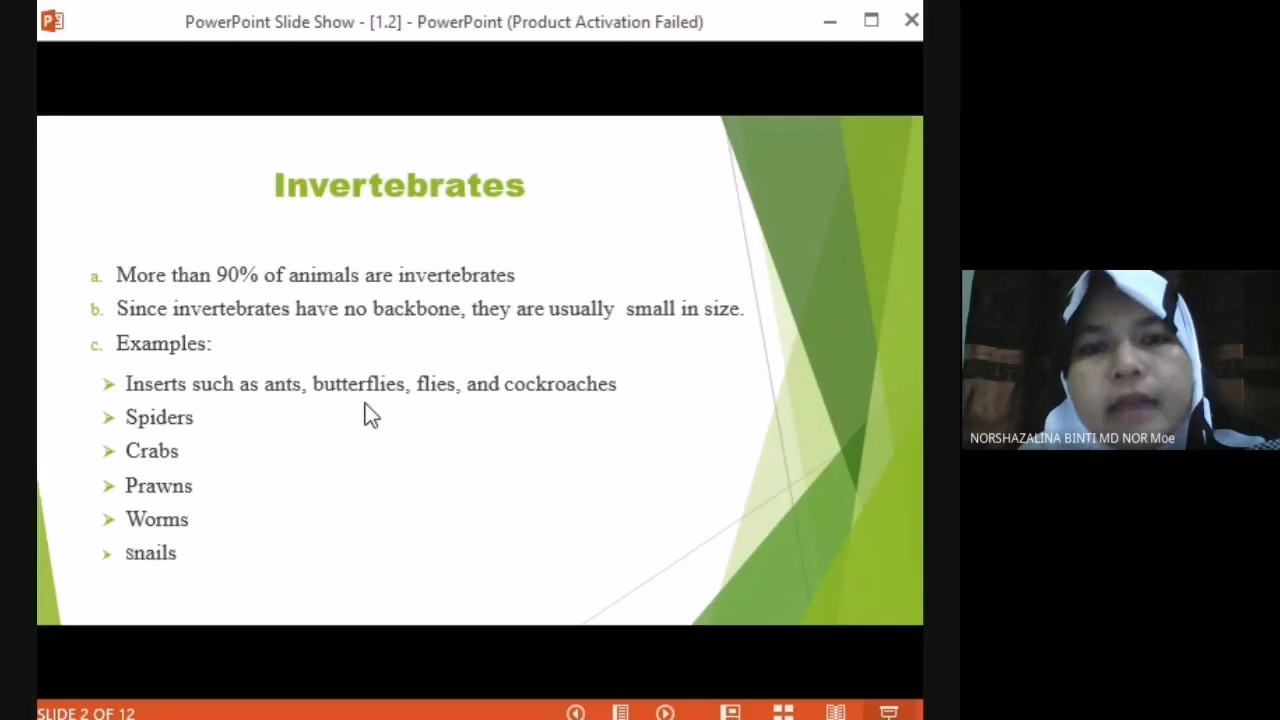 PowerPoint Slide Show - [1.2] - PowerPoint (Product Activation Failed)
Invertebrates
a. More than 90% of animals are invertebrates
b. Since invertebrates have no backbone, they are usually small in size.
c. Examples:
➤ Inserts such as ants, butterflies, flies, and cockroaches
➤ Spiders
➤ Crabs
➤ Prawns
➤ Worms
➤ snails
NORSHAZALINA BINTI MD NOR Moe
SLIDE 2 OF 12